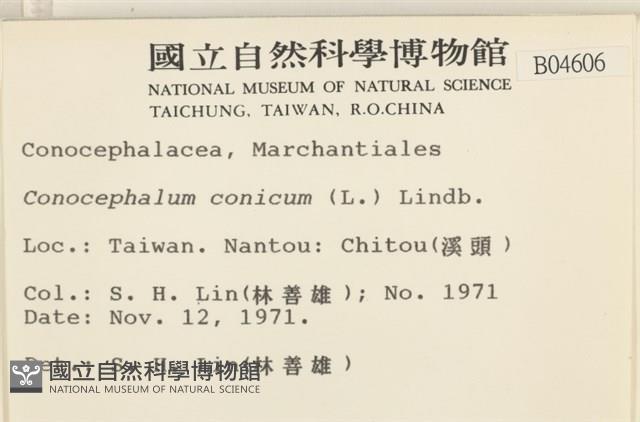 國立自然科學博物館
B04606
NATIONAL MUSEUM OF NATURAL SCIENCE
TAICHUNG, TAIWAN, R.O.CHINA
Conocephalacea, Marchantiales
Conocephalum conicum (L.) Lindb.
Loc.: Taiwan. Nantou: Chitou(溪頭)
Col.: S. H. Lin(林善雄); No. 1971
Date: Nov. 12, 1971.
Det.: S. H. Lin(林善雄)
國立自然科學博物館
NATIONAL MUSEUM OF NATURAL SCIENCE